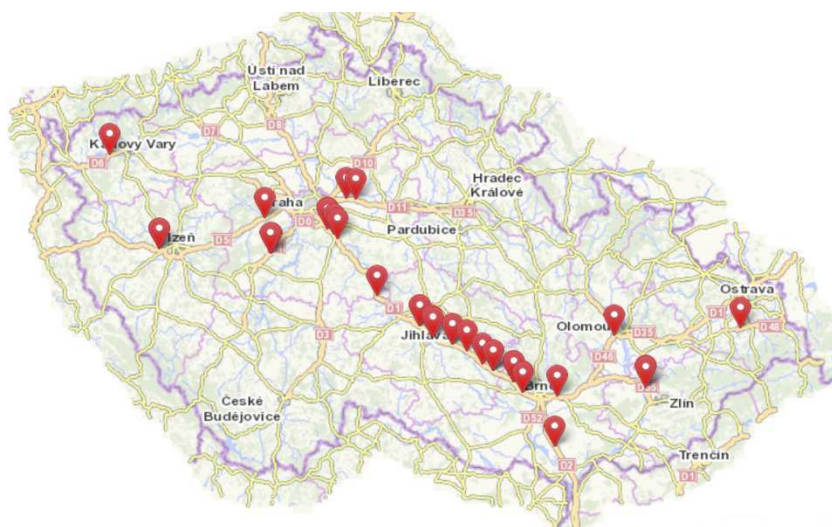 Ústí nad
Labem
Liberec
D8
D7
Karlovy Vary
D6
D10
Hradec
Králové
Praha
D11
D35
D0
Pardubice
D5
Plzeň
D1
Ostrava
D1
Olomouc
D35
D48
Jihlava
D3
D46
Brno
D55
Zlín
České
Budějovice
D52
Trenčín
D2
D1